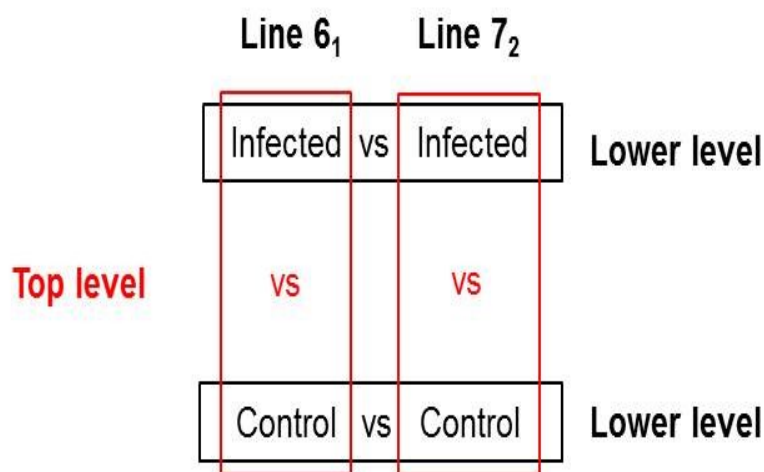 Line 6₁ Line 7₂
Infected vs Infected Lower level
Top level vs vs
Control vs Control Lower level